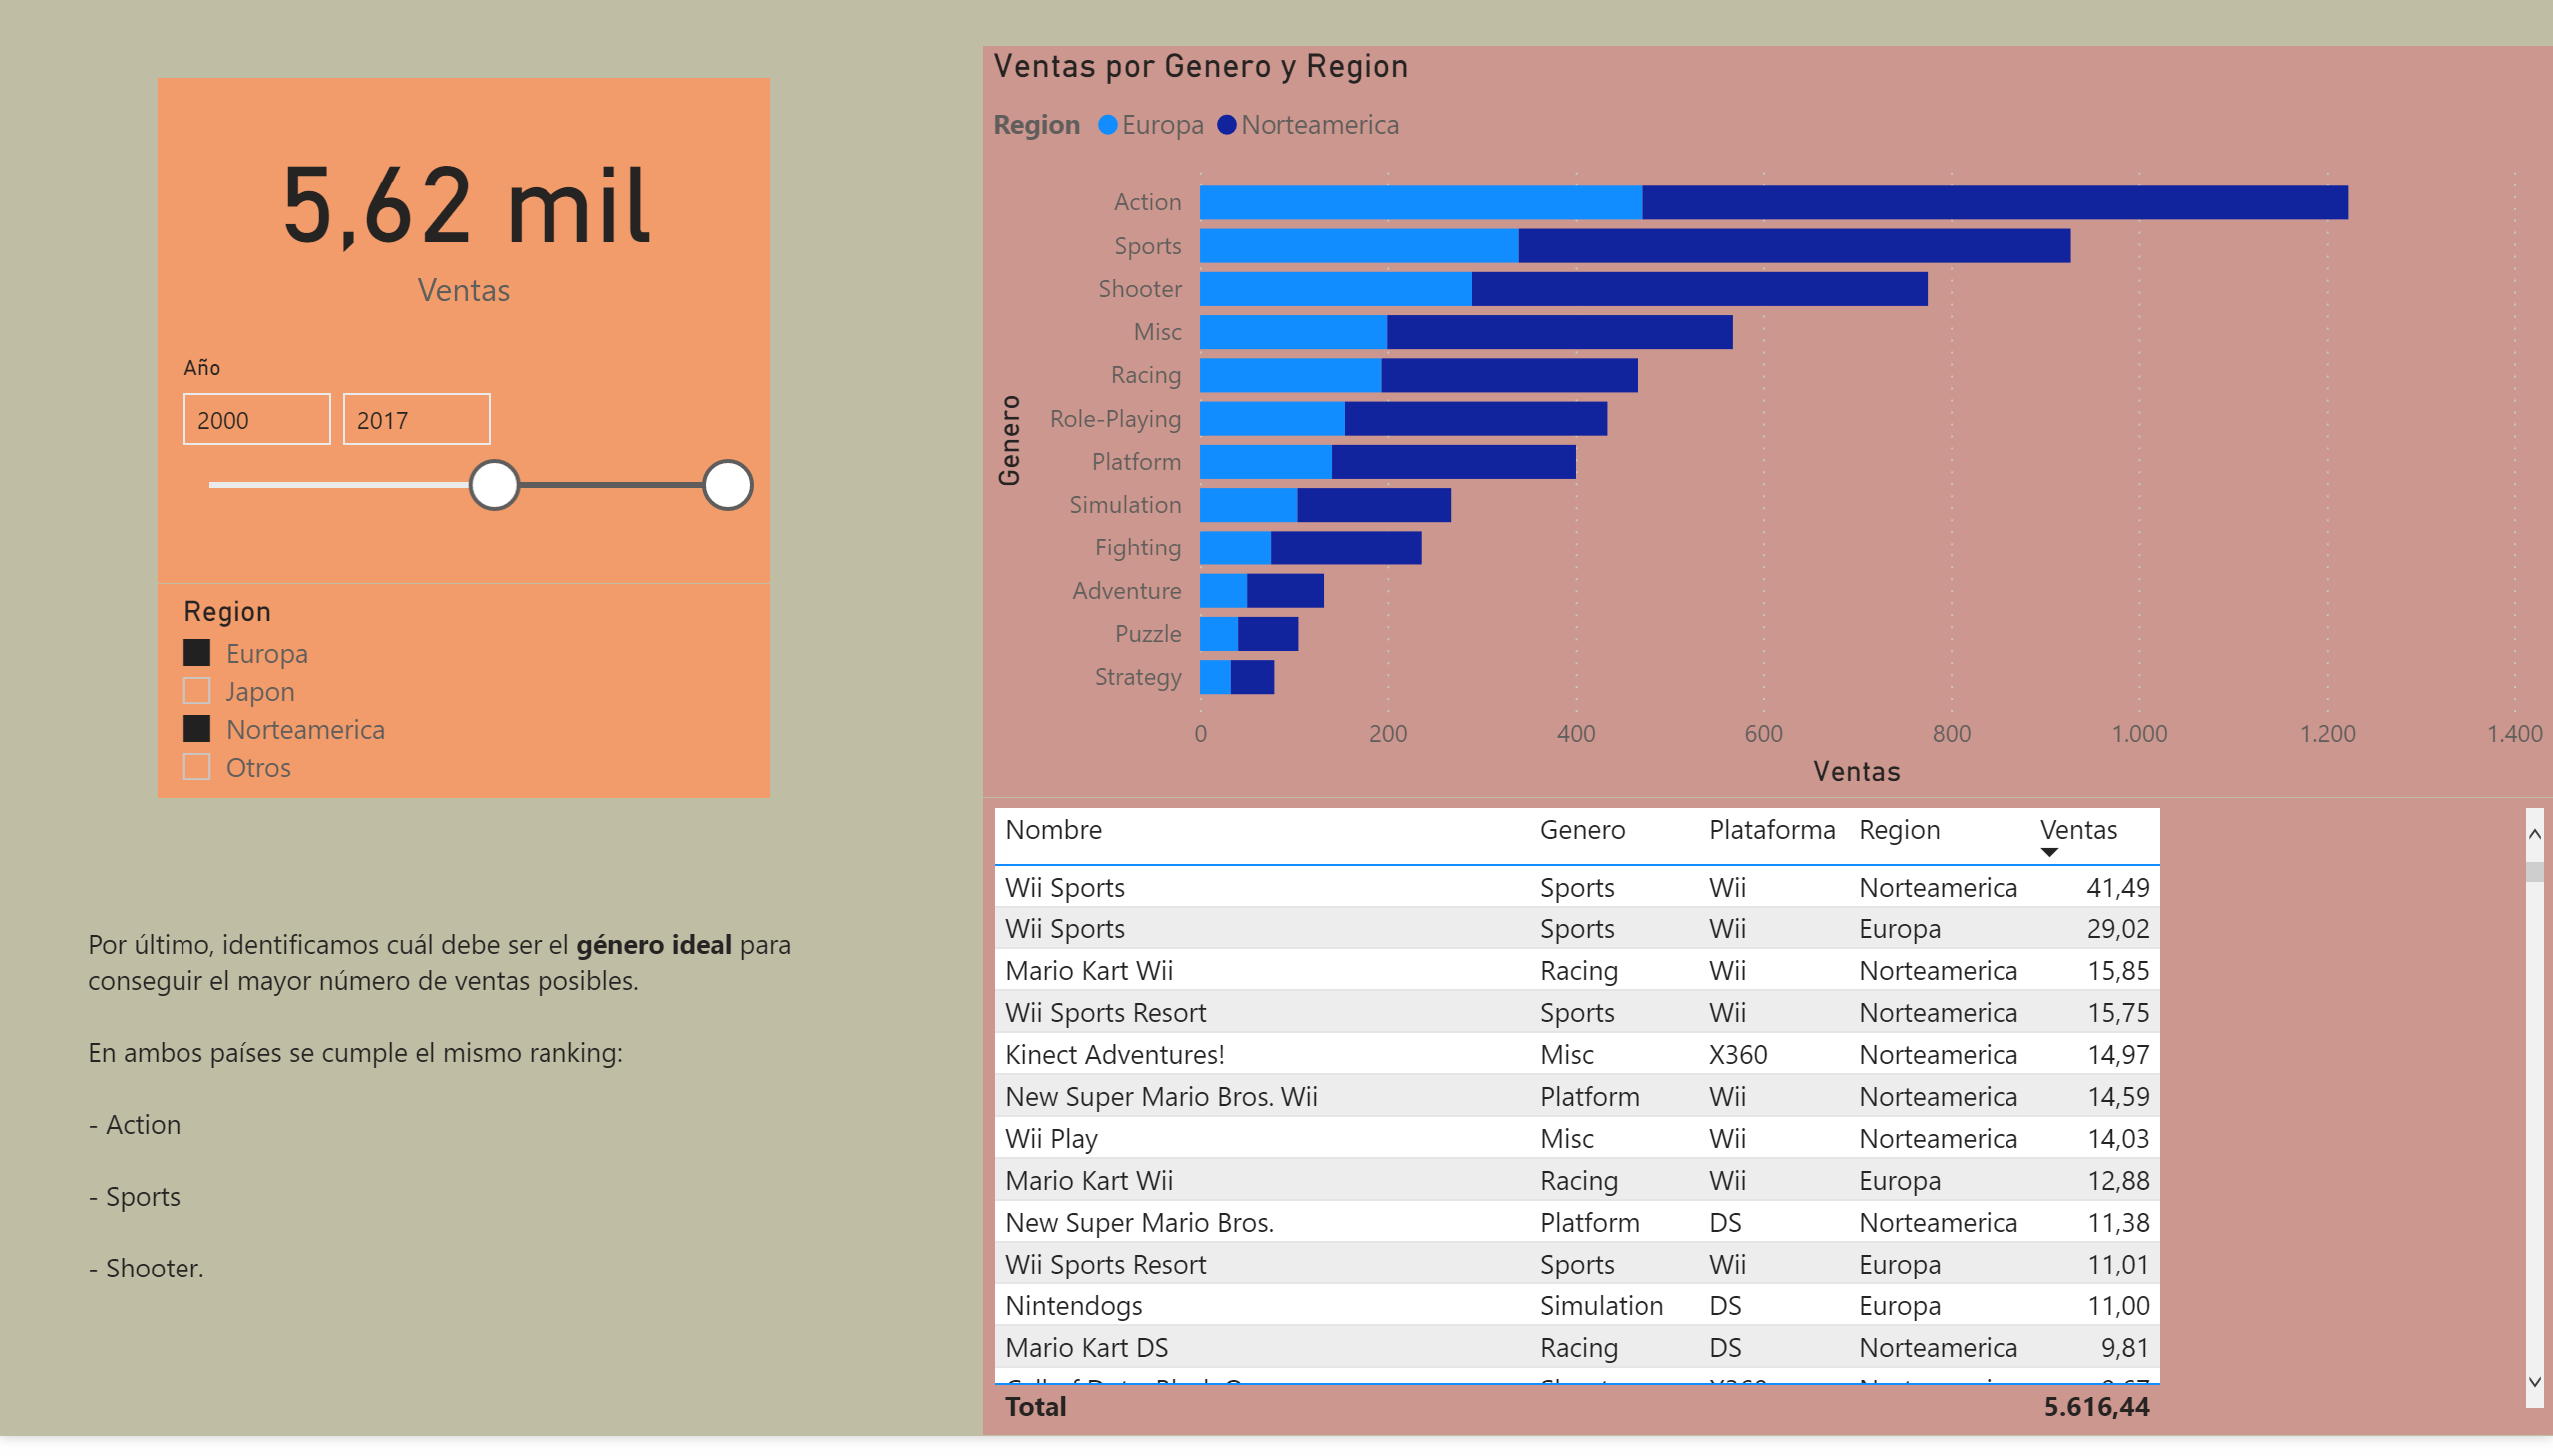 5,62 mil
Ventas
Año
2000 2017
Region
Europa
Japon
Norteamerica
Otros
Por último, identificamos cuál debe ser el género ideal para
conseguir el mayor número de ventas posibles.
En ambos países se cumple el mismo ranking:
- Action
- Sports
- Shooter.
Ventas por Genero y Region
Region Europa Norteamerica
Genero
Action
Sports
Shooter
Misc
Racing
Role-Playing
Platform
Simulation
Fighting
Adventure
Puzzle
Strategy
0 200 400 600 800 1.000 1.200 1.400
Ventas
Nombre Genero Plataforma Region Ventas
Wii Sports Sports Wii Norteamerica 41,49
Wii Sports Sports Wii Europa 29,02
Mario Kart Wii Racing Wii Norteamerica 15,85
Wii Sports Resort Sports Wii Norteamerica 15,75
Kinect Adventures! Misc X360 Norteamerica 14,97
New Super Mario Bros. Wii Platform Wii Norteamerica 14,59
Wii Play Misc Wii Norteamerica 14,03
Mario Kart Wii Racing Wii Europa 12,88
New Super Mario Bros. Platform DS Norteamerica 11,38
Wii Sports Resort Sports Wii Europa 11,01
Nintendogs Simulation DS Europa 11,00
Mario Kart DS Racing DS Norteamerica 9,81
Total 5.616,44